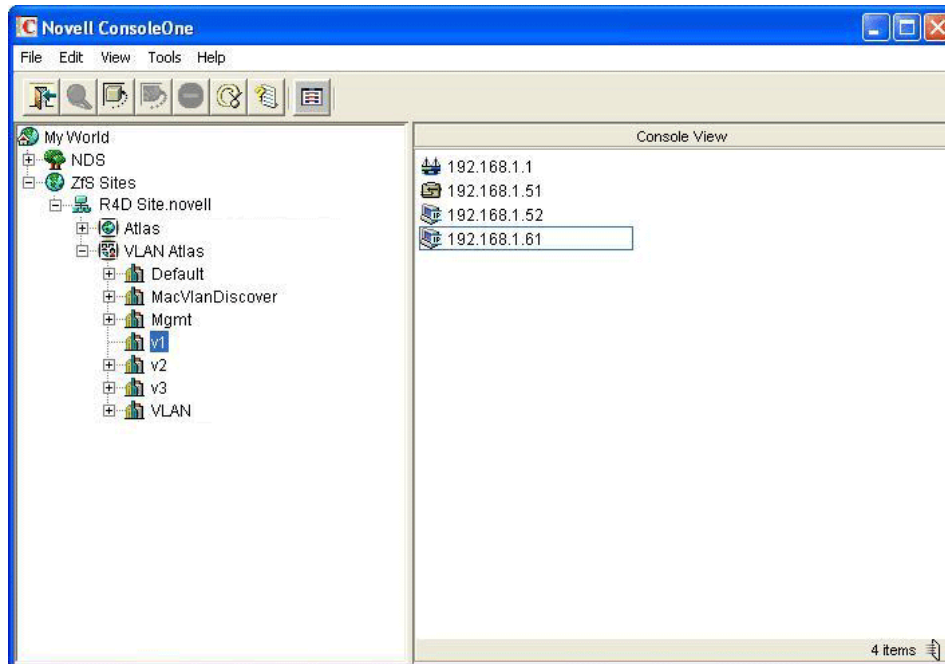 Novell ConsoleOne
File Edit View Tools Help
My World
NDS
ZfS Sites
R4D Site.novell
Atlas
VLAN Atlas
Default
MacVlanDiscover
Mgmt
v1
v2
v3
VLAN
Console View
192.168.1.1
192.168.1.51
192.168.1.52
192.168.1.61
4 items